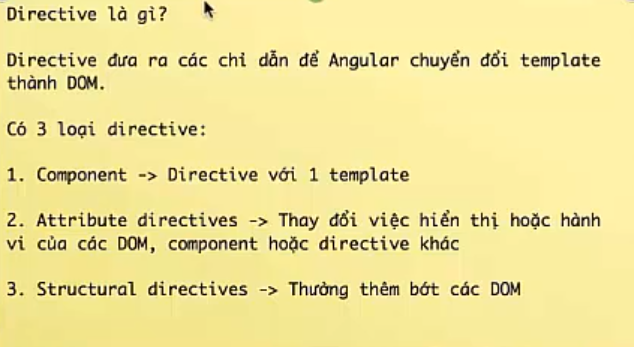 Directive là gì?
Directive đưa ra các chỉ dẫn để Angular chuyển đổi template
thành DOM.
Có 3 loại directive:
1. Component -> Directive với 1 template
2. Attribute directives -> Thay đổi việc hiển thị hoặc hành
vi của các DOM, component hoặc directive khác
3. Structural directives -> Thường thêm bớt các DOM